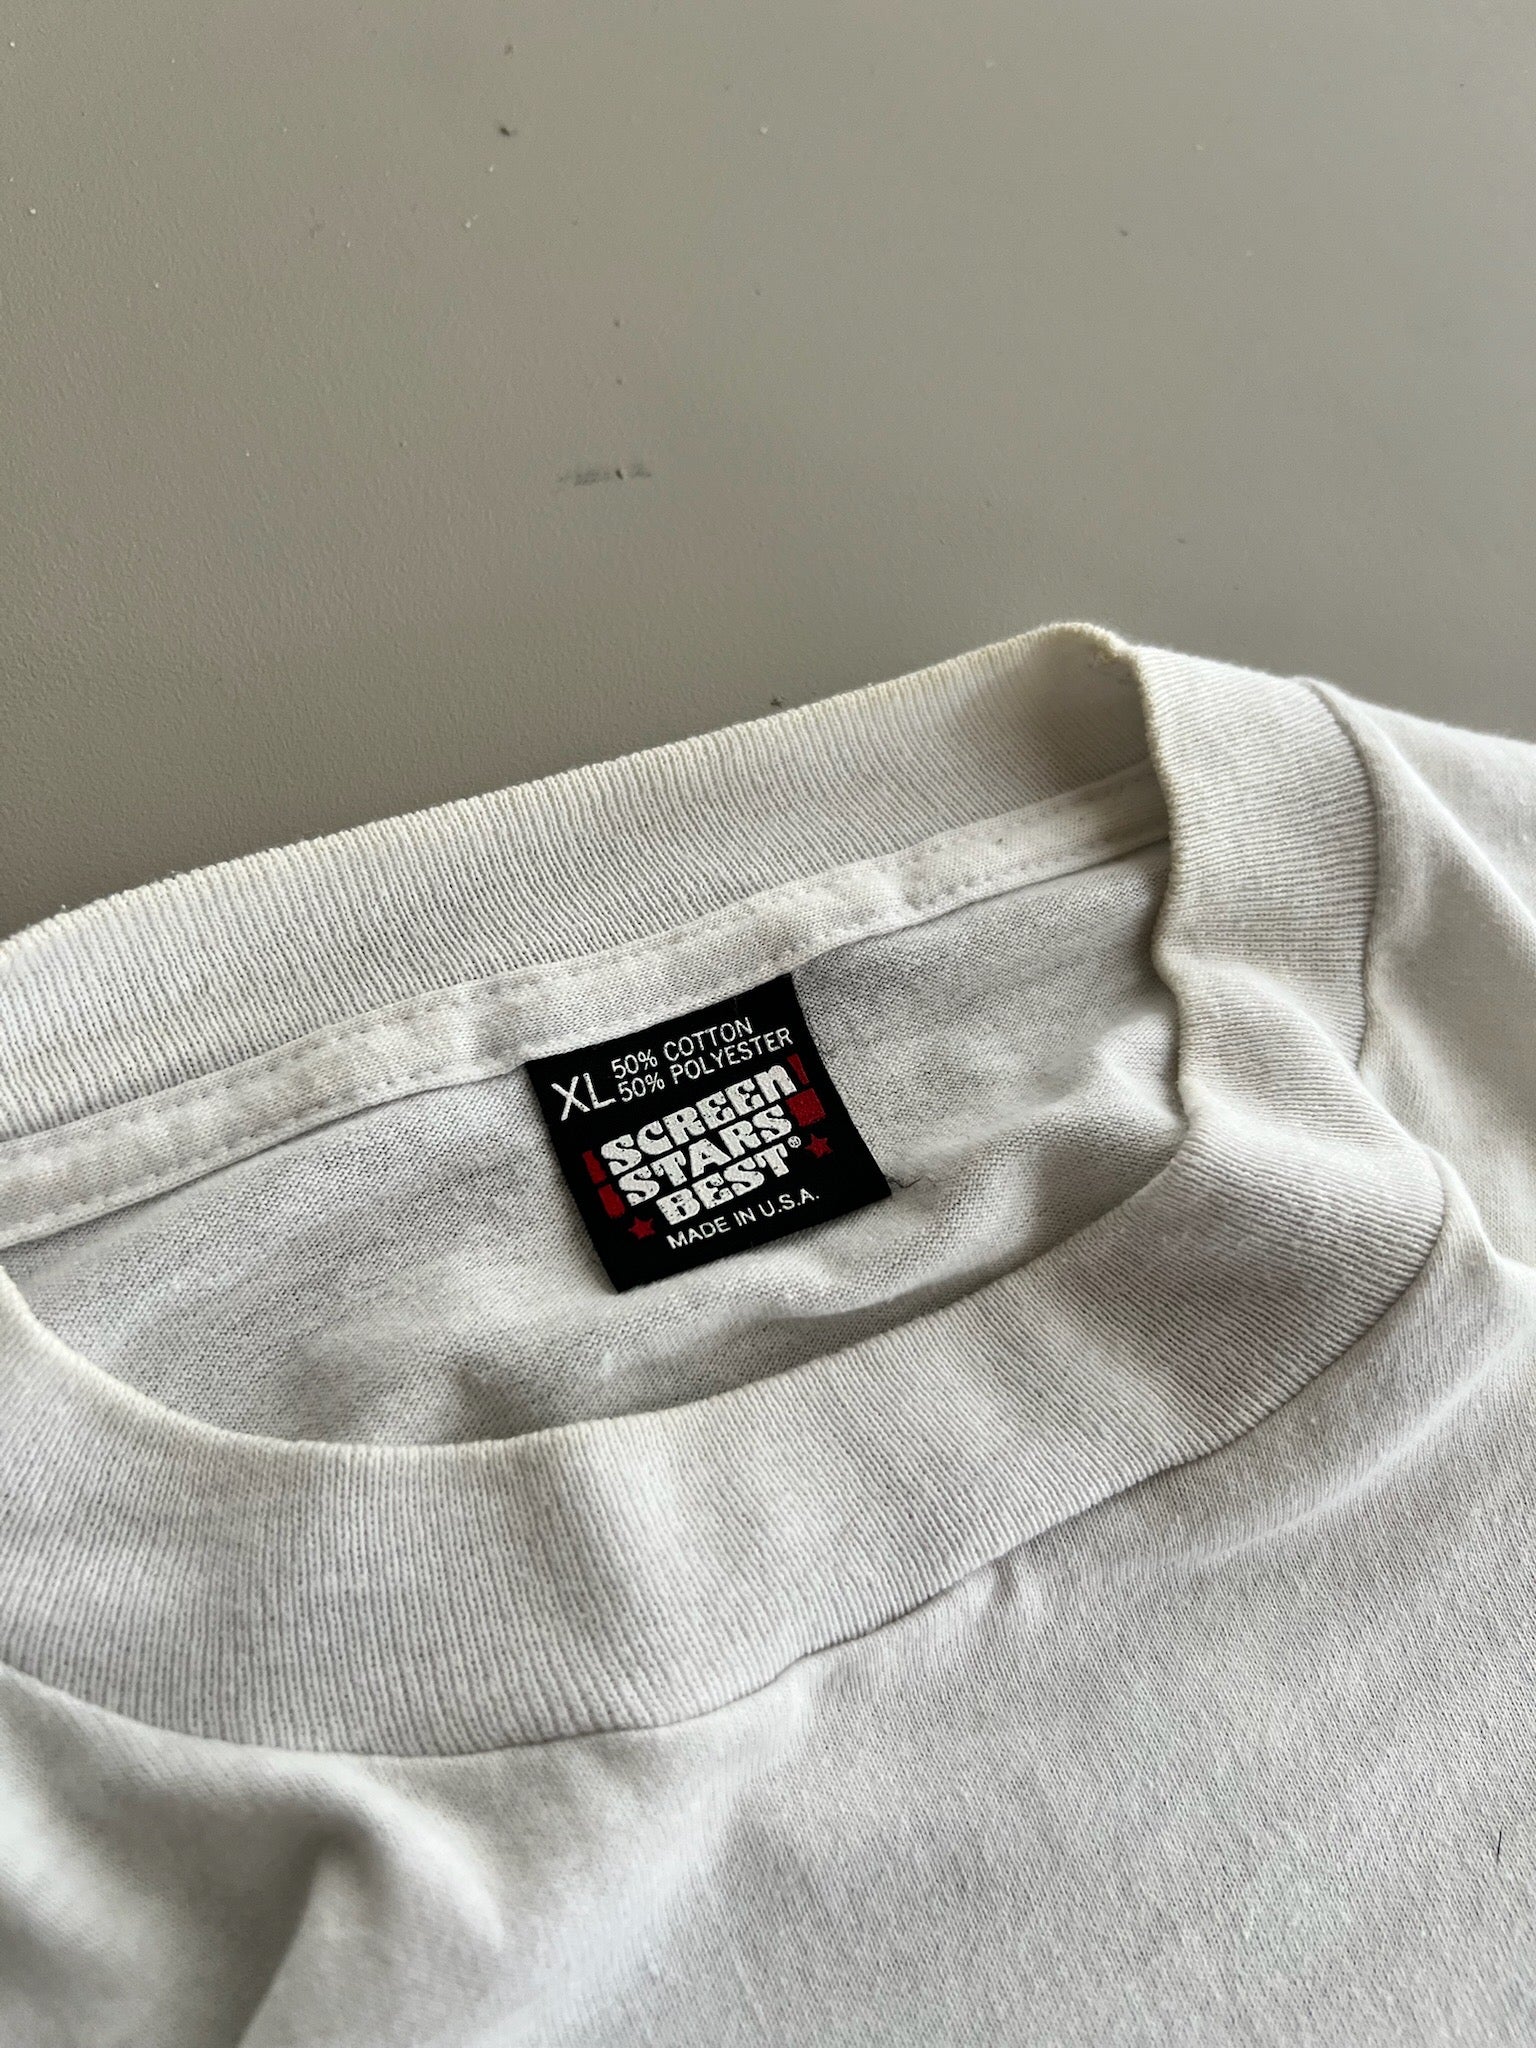 XL 50% COTTON
50% POLYESTER
SCREEN
STARS
BEST®
MADE IN U.S.A.